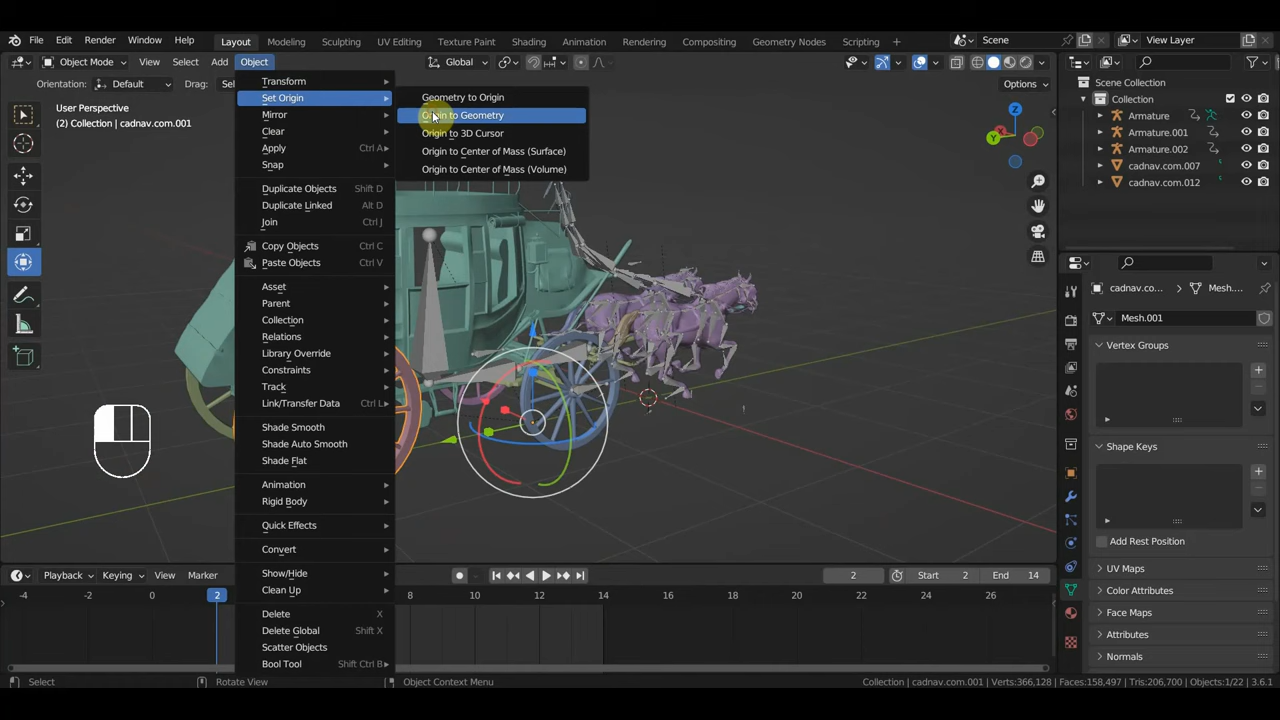 File Edit Render Window Help
Layout Modeling Sculpting UV Editing Texture Paint Shading Animation Rendering Compositing Geometry Nodes Scripting +
Scene
View Layer
Object Mode View Select Add Object
Global
Options
Orientation: Default Drag:
User Perspective
(2) Collection | cadnav.com.001
Transform
Set Origin
Mirror
Clear
Apply Ctrl A
Snap
Duplicate Objects Shift D
Duplicate Linked Alt D
Join Ctrl J
Copy Objects Ctrl C
Paste Objects Ctrl V
Asset
Parent
Collection
Relations
Library Override
Constraints
Track
Link/Transfer Data Ctrl L
Shade Smooth
Shade Auto Smooth
Shade Flat
Animation
Rigid Body
Quick Effects
Convert
Show/Hide
Clean Up
Delete X
Delete Global Shift X
Scatter Objects
Bool Tool Shift Ctrl B
Geometry to Origin
Origin to Geometry
Origin to 3D Cursor
Origin to Center of Mass (Surface)
Origin to Center of Mass (Volume)
Z
Y
Scene Collection
Collection
Armature
Armature.001
Armature.002
cadnav.com.007
cadnav.com.012
cadnav.co... Mesh....
Mesh.001
Vertex Groups
Shape Keys
Add Rest Position
UV Maps
Color Attributes
Face Maps
Attributes
Normals
Playback Keying View Marker
2 Start 2 End 14
-4 -2 0 2 8 10 12 14 16 18 20 22 24 26
Select Rotate View Object Context Menu
Collection | cadnav.com.001 | Verts:366,128 | Faces:158,497 | Tris:206,700 | Objects:1/22 | 3.6.1